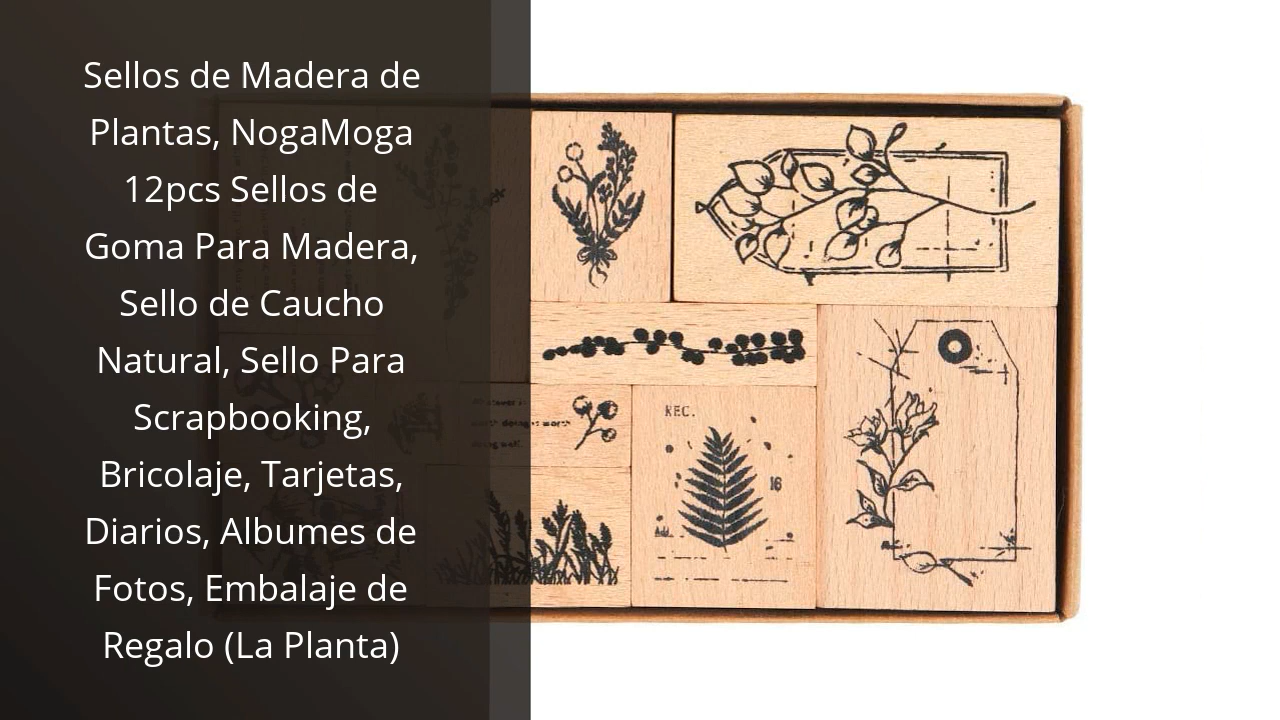 Sellos de Madera de
Plantas, NogaMoga
12pcs Sellos de
Goma Para Madera,
Sello de Caucho
Natural, Sello Para
Scrapbooking,
Bricolaje, Tarjetas,
Diarios, Albumes de
Fotos, Embalaje de
Regalo (La Planta)
REC.
16